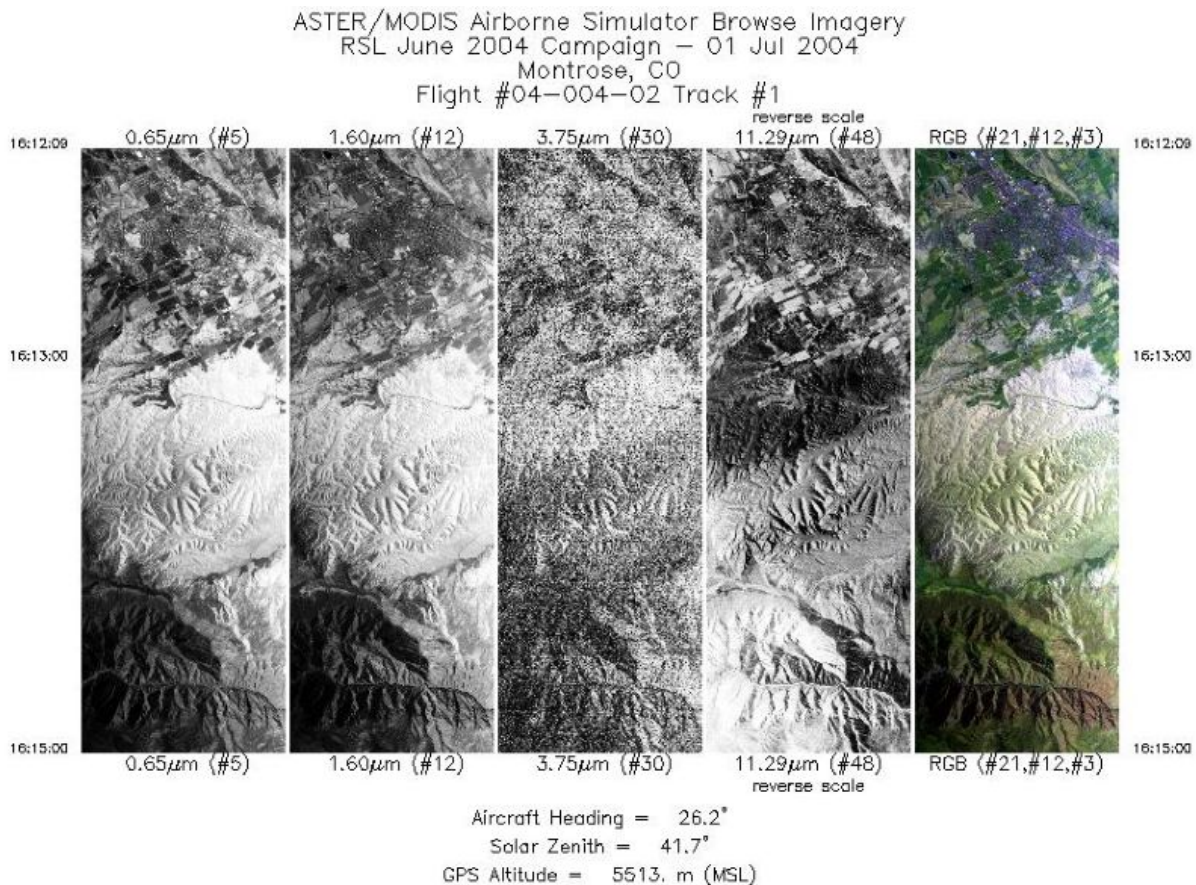 ASTER/MODIS Airborne Simulator Browse Imagery
RSL June 2004 Campaign - 01 Jul 2004
Montrose, CO
Flight #04-004-02 Track #1
reverse scale
16:12:09 0.65μm (#5) 1.60μm (#12) 3.75μm (#30) 11.29μm (#48) RGB (#21,#12,#3) 16:12:09
16:13:00 16:13:00
16:15:00 16:15:00
0.65μm (#5) 1.60μm (#12) 3.75μm (#30) 11.29μm (#48) RGB (#21,#12,#3)
reverse scale
Aircraft Heading = 26.2°
Solar Zenith = 41.7°
GPS Altitude = 5513. m (MSL)